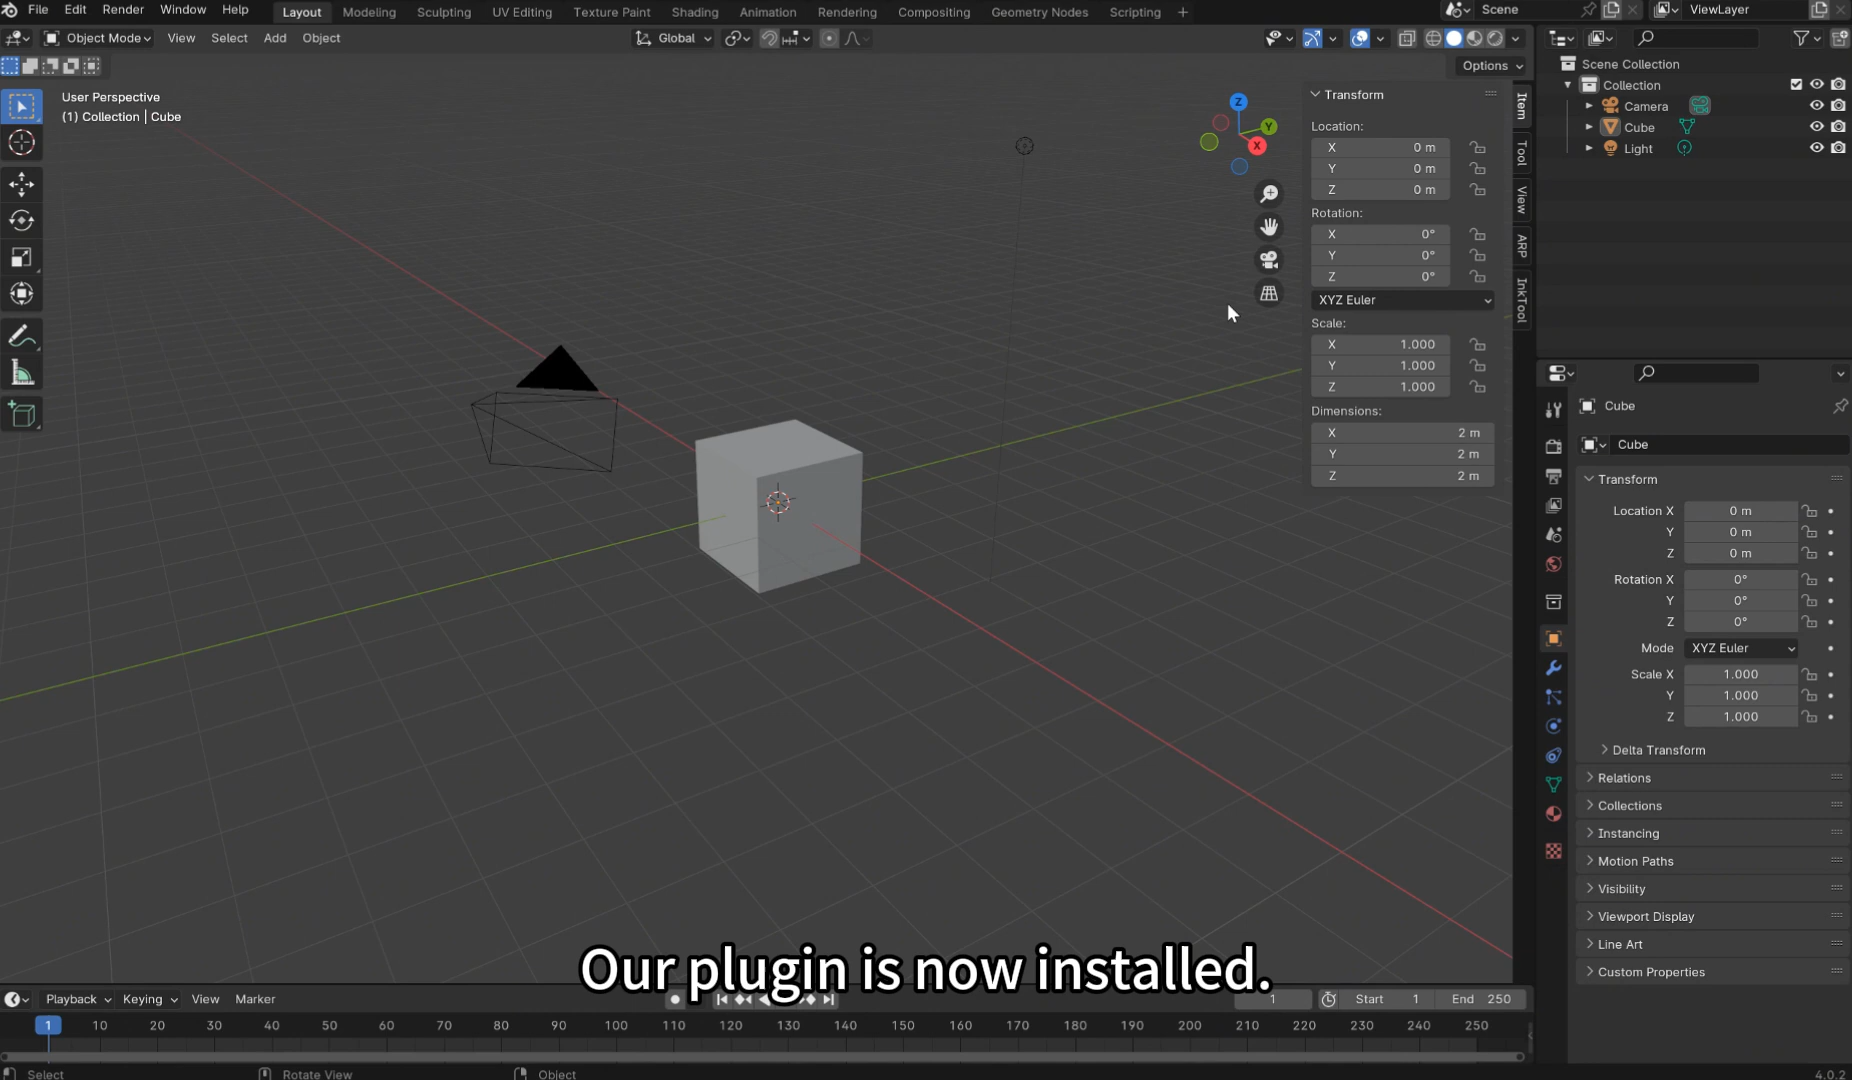 File Edit Render Window Help Layout Modeling Sculpting UV Editing Texture Paint Shading Animation Rendering Compositing Geometry Nodes Scripting + Scene ViewLayer
Object Mode View Select Add Object Global
Options
User Perspective
(1) Collection | Cube
Z
Y
X
Transform
Location:
X 0 m
Y 0 m
Z 0 m
Rotation:
X 0°
Y 0°
Z 0°
XYZ Euler
Scale:
X 1.000
Y 1.000
Z 1.000
Dimensions:
X 2 m
Y 2 m
Z 2 m
Item
Tool
View
ARP
InkTool
Scene Collection
Collection
Camera
Cube
Light
Cube
Cube
Transform
Location X 0 m
Y 0 m
Z 0 m
Rotation X 0°
Y 0°
Z 0°
Mode XYZ Euler
Scale X 1.000
Y 1.000
Z 1.000
Delta Transform
Relations
Collections
Instancing
Motion Paths
Visibility
Viewport Display
Line Art
Custom Properties
Our plugin is now installed.
Playback Keying View Marker 1 Start 1 End 250
1 10 20 30 40 50 60 70 80 90 100 110 120 130 140 150 160 170 180 190 200 210 220 230 240 250
Select Rotate View Object 4.0.2